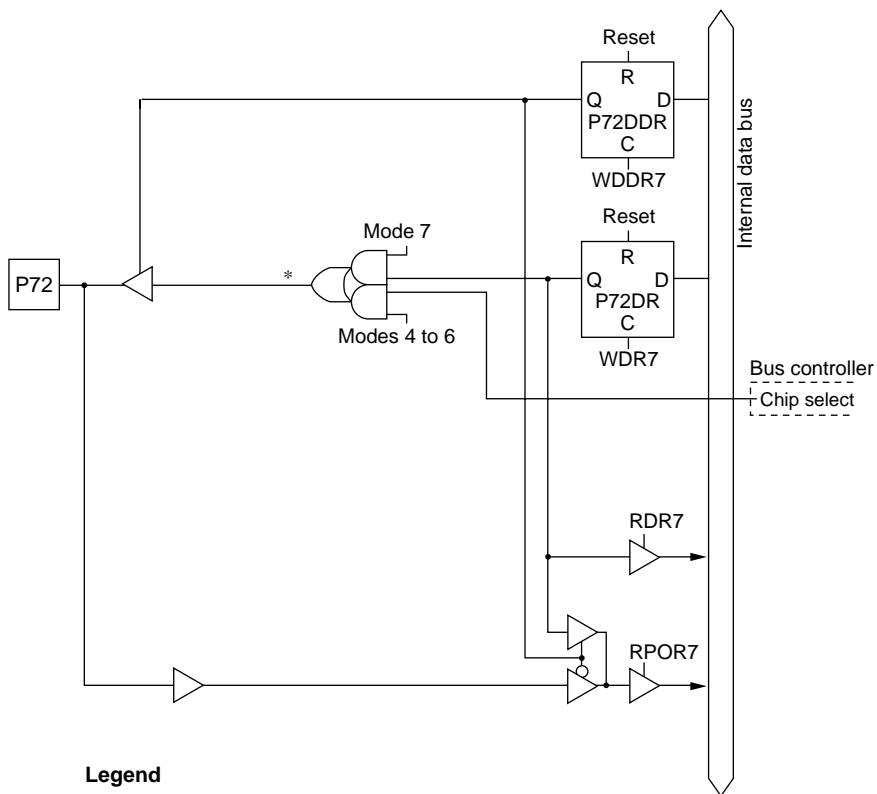 Reset
R
Q D
P72DDR
C
WDDR7
Internal data bus
Reset
R
Mode 7
Q D
P72DR
C
WDR7
P72
*
Modes 4 to 6
Bus controller
Chip select
RDR7
RPOR7
Legend